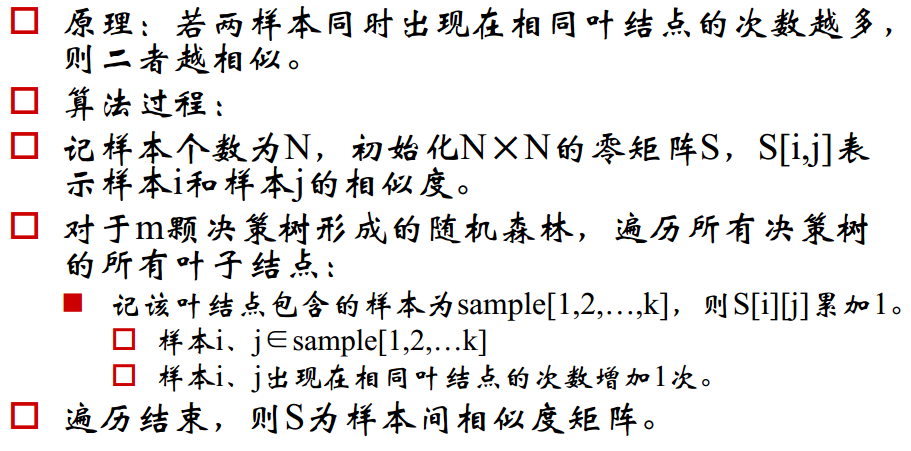 原理：若两样本同时出现在相同叶结点的次数越多，
则二者越相似。
算法过程：
记样本个数为N，初始化N×N的零矩阵S，S[i,j]表
示样本i和样本j的相似度。
对于m颗决策树形成的随机森林，遍历所有决策树
的所有叶子结点：
记该叶结点包含的样本为sample[1,2,…,k]，则S[i][j]累加1。
样本i、j∈sample[1,2,…k]
样本i、j出现在相同叶结点的次数增加1次。
遍历结束，则S为样本间相似度矩阵。